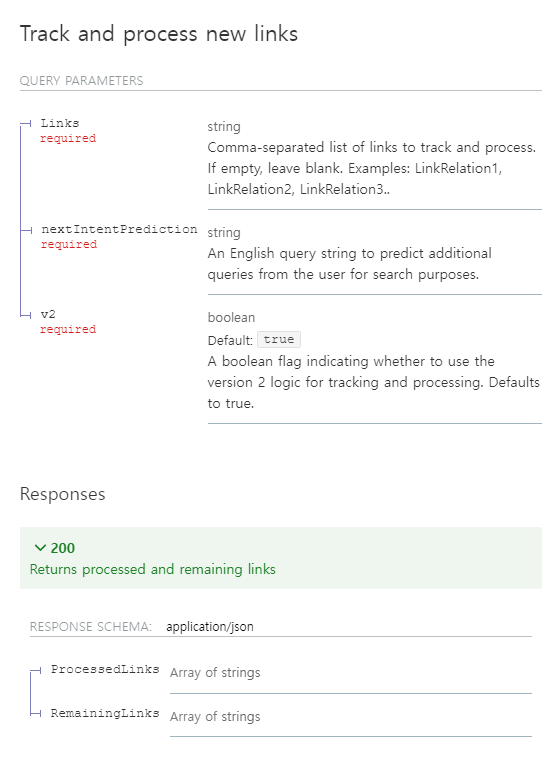 Track and process new links
QUERY PARAMETERS
Links
required
string
Comma-separated list of links to track and process.
If empty, leave blank. Examples: LinkRelation1,
LinkRelation2, LinkRelation3..
nextIntentPrediction
required
string
An English query string to predict additional
queries from the user for search purposes.
v2
required
boolean
Default: true
A boolean flag indicating whether to use the
version 2 logic for tracking and processing. Defaults
to true.
Responses
200
Returns processed and remaining links
RESPONSE SCHEMA: application/json
ProcessedLinks Array of strings
RemainingLinks Array of strings